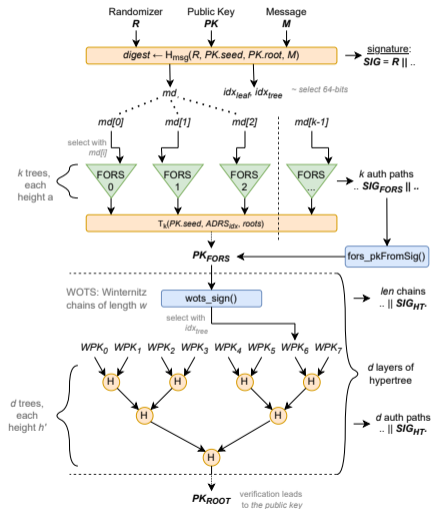 Randomizer
R
Public Key
PK
Message
M
digest ← Hmsg(R, PK.seed, PK.root, M)
signature:
SIG = R || ..
md,
idxleaf, idxtree
~ select 64-bits
md[0]
md[1]
md[2]
md[k-1]
select with
md[i]
k trees,
each
height a
FORS
0
FORS
1
FORS
2
FORS
...
k auth paths
.. SIGFORS || ..
Tk(PK.seed, ADRSidx, roots)
PKFORS
fors_pkFromSig()
WOTS: Winternitz
chains of length w
wots_sign()
len chains
.. || SIGHT.
select with
idxtree
WPK0
WPK1
WPK2
WPK3
WPK4
WPK5
WPK6
WPK7
d layers of
hypertree
H
H
H
H
d trees,
each
height h'
H
H
d auth paths
.. || SIGHT.
H
PKROOT
verification leads
to the public key